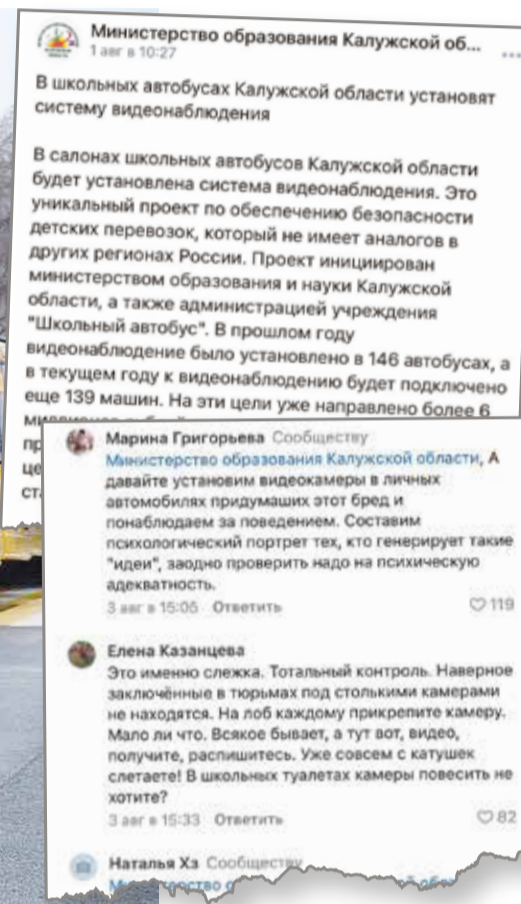 Министерство образования Калужской об...
1 авг в 10:27
В школьных автобусах Калужской области установят
систему видеонаблюдения
В салонах школьных автобусов Калужской области
будет установлена система видеонаблюдения. Это
уникальный проект по обеспечению безопасности
детских перевозок, который не имеет аналогов в
других регионах России. Проект инициирован
министерством образования и науки Калужской
области, а также администрацией учреждения
"Школьный автобус". В прошлом году
видеонаблюдение было установлено в 146 автобусах, а
в текущем году к видеонаблюдению будет подключено
еще 139 машин. На эти цели уже направлено более 6
Марина Григорьева Сообществу
Министерство образования Калужской области, А
давайте установим видеокамеры в личных
автомобилях придумаших этот бред и
понаблюдаем за поведением. Составим
психологический портрет тех, кто генерирует такие
"идеи", заодно проверить надо на психическую
адекватность.
3 авг в 15:05 Ответить 119
Елена Казанцева
Это именно слежка. Тотальный контроль. Наверное
заключённые в тюрьмах под столькими камерами
не находятся. На лоб каждому прикрепите камеру.
Мало ли что. Всякое бывает, а тут вот, видео,
получите, распишитесь. Уже совсем с катушек
слетаете! В школьных туалетах камеры повесить не
хотите?
3 авг в 15:33 Ответить 82
Наталья Хз Сообществу